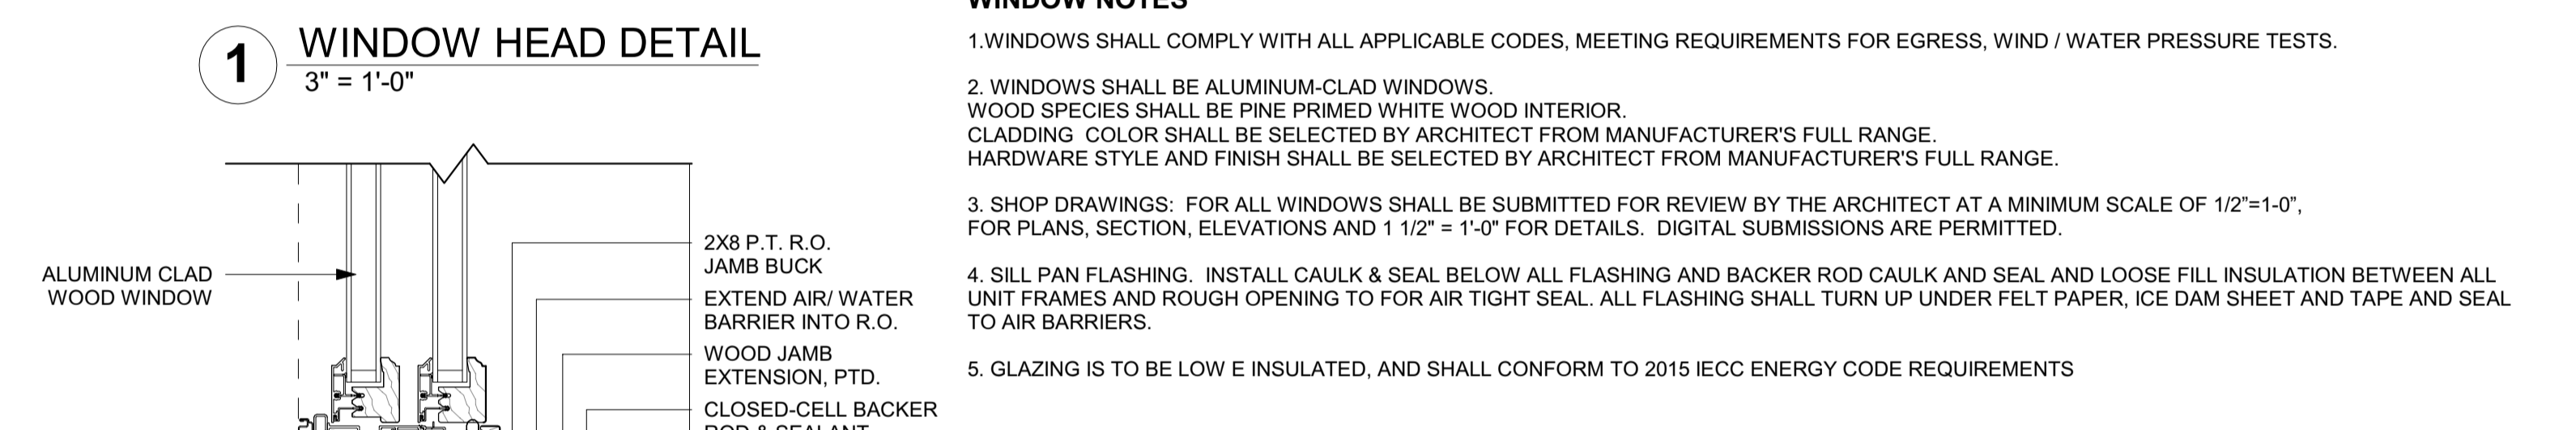 1
WINDOW HEAD DETAIL
3" = 1'-0"
ALUMINUM CLAD
WOOD WINDOW
2X8 P.T. R.O.
JAMB BUCK
EXTEND AIR/ WATER
BARRIER INTO R.O.
WOOD JAMB
EXTENSION, PTD.
CLOSED-CELL BACKER
ROD & SEALANT
WINDOW NOTES
1.WINDOWS SHALL COMPLY WITH ALL APPLICABLE CODES, MEETING REQUIREMENTS FOR EGRESS, WIND / WATER PRESSURE TESTS.
2. WINDOWS SHALL BE ALUMINUM-CLAD WINDOWS.
WOOD SPECIES SHALL BE PINE PRIMED WHITE WOOD INTERIOR.
CLADDING  COLOR SHALL BE SELECTED BY ARCHITECT FROM MANUFACTURER'S FULL RANGE.
HARDWARE STYLE AND FINISH SHALL BE SELECTED BY ARCHITECT FROM MANUFACTURER'S FULL RANGE.
3. SHOP DRAWINGS:  FOR ALL WINDOWS SHALL BE SUBMITTED FOR REVIEW BY THE ARCHITECT AT A MINIMUM SCALE OF 1/2”=1-0”,
FOR PLANS, SECTION, ELEVATIONS AND 1 1/2" = 1'-0" FOR DETAILS.  DIGITAL SUBMISSIONS ARE PERMITTED.
4. SILL PAN FLASHING.  INSTALL CAULK & SEAL BELOW ALL FLASHING AND BACKER ROD CAULK AND SEAL AND LOOSE FILL INSULATION BETWEEN ALL
UNIT FRAMES AND ROUGH OPENING TO FOR AIR TIGHT SEAL. ALL FLASHING SHALL TURN UP UNDER FELT PAPER, ICE DAM SHEET AND TAPE AND SEAL
TO AIR BARRIERS.
5. GLAZING IS TO BE LOW E INSULATED, AND SHALL CONFORM TO 2015 IECC ENERGY CODE REQUIREMENTS